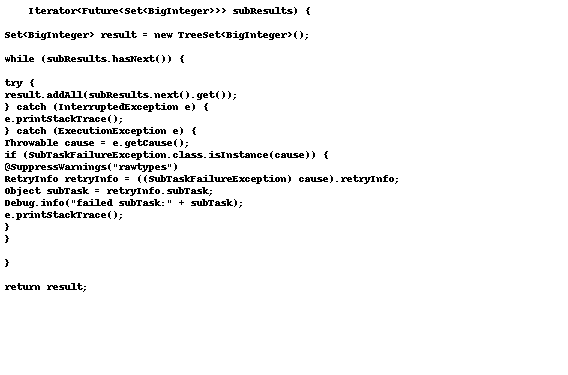 Iterator<Future<Set<BigInteger>>> subResults) {
Set<BigInteger> result = new TreeSet<BigInteger>();
while (subResults.hasNext()) {
try {
result.addAll(subResults.next().get());
} catch (InterruptedException e) {
e.printStackTrace();
} catch (ExecutionException e) {
Throwable cause = e.getCause();
if (SubTaskFailureException.class.isInstance(cause)) {
@SuppressWarnings("rawtypes")
RetryInfo retryInfo = ((SubTaskFailureException) cause).retryInfo;
Object subTask = retryInfo.subTask;
Debug.info("failed subTask:" + subTask);
e.printStackTrace();
}
}
}
return result;